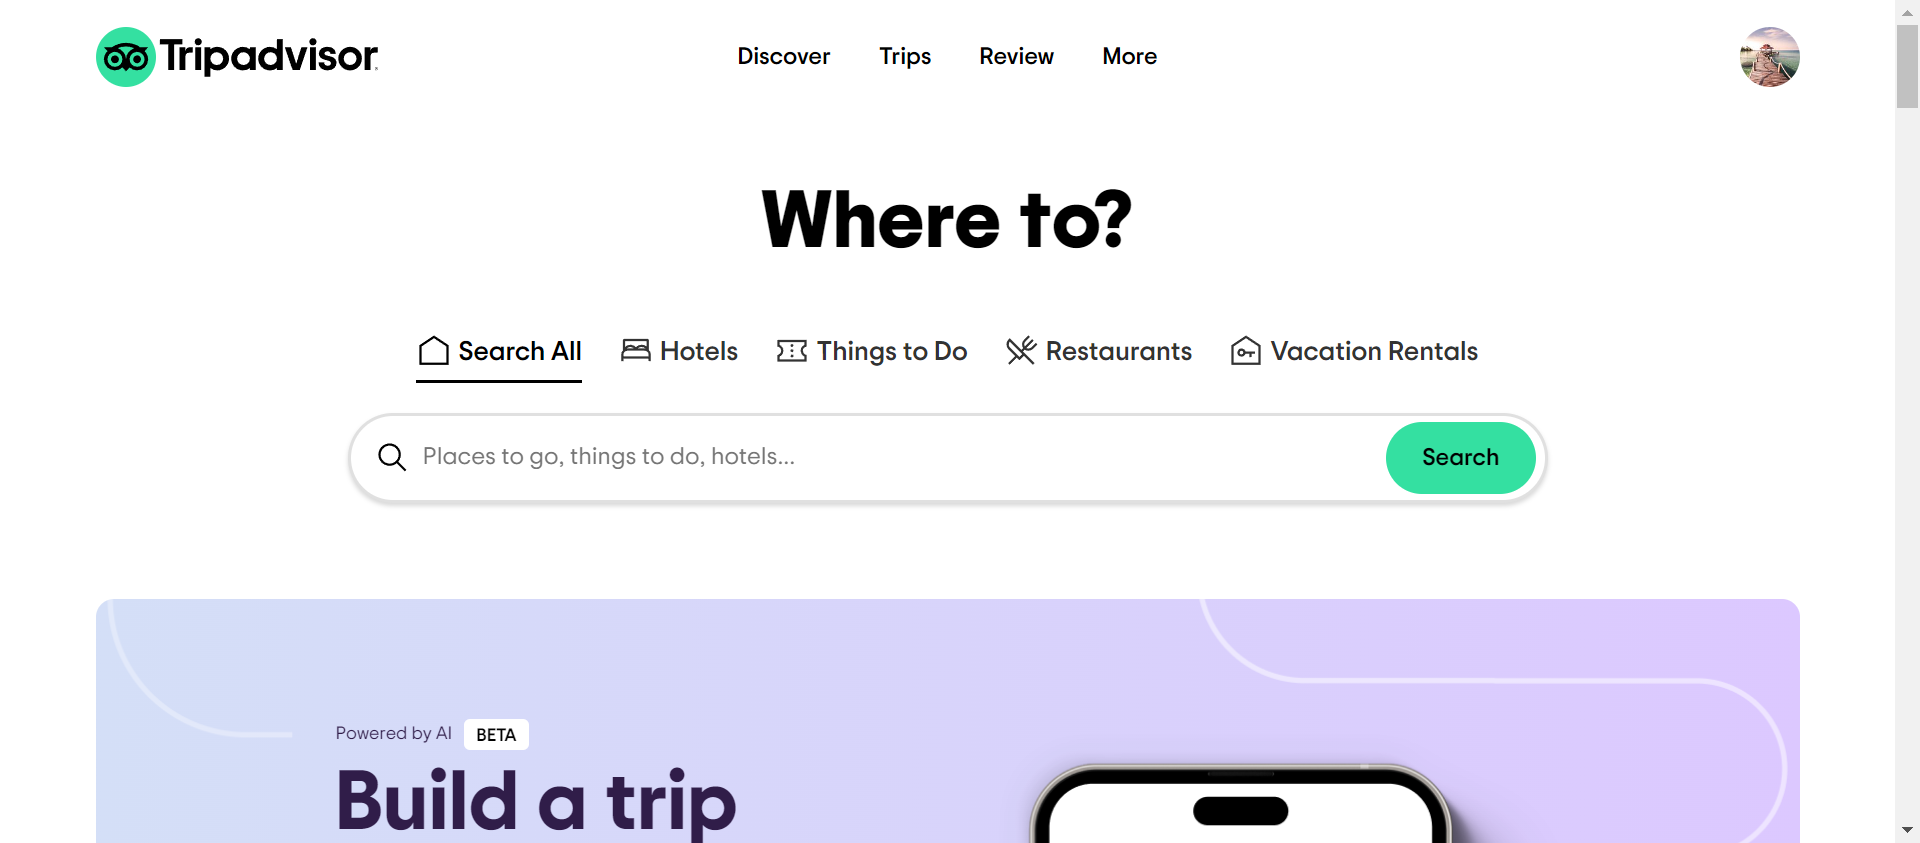 Tripadvisor
Discover Trips Review More
Where to?
Search All Hotels Things to Do Restaurants Vacation Rentals
Places to go, things to do, hotels... Search
Powered by AI BETA
Build a trip